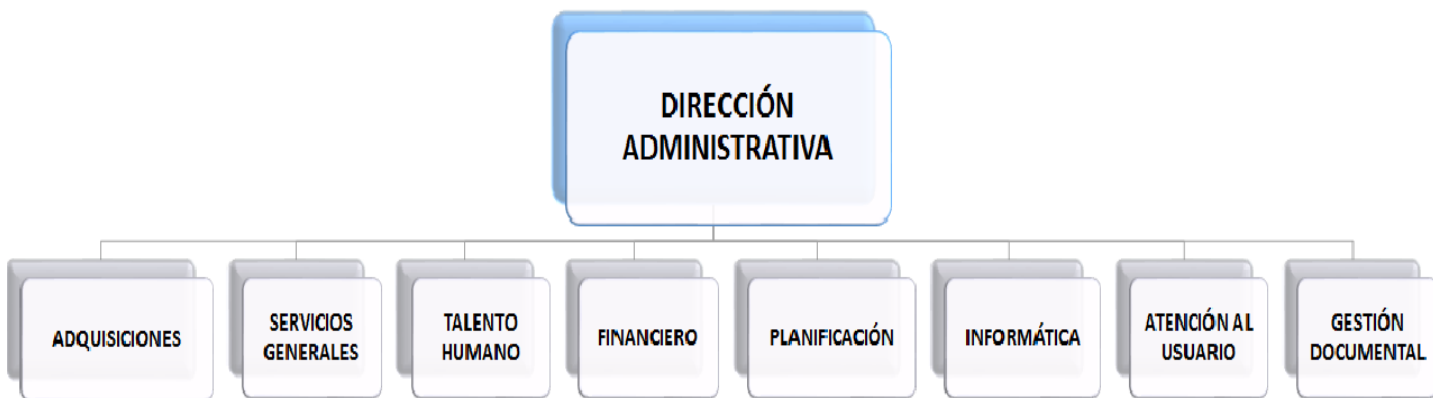 DIRECCIÓN
ADMINISTRATIVA
ADQUISICIONES
SERVICIOS
GENERALES
TALENTO
HUMANO
FINANCIERO
PLANIFICACIÓN
INFORMÁTICA
ATENCIÓN AL
USUARIO
GESTIÓN
DOCUMENTAL